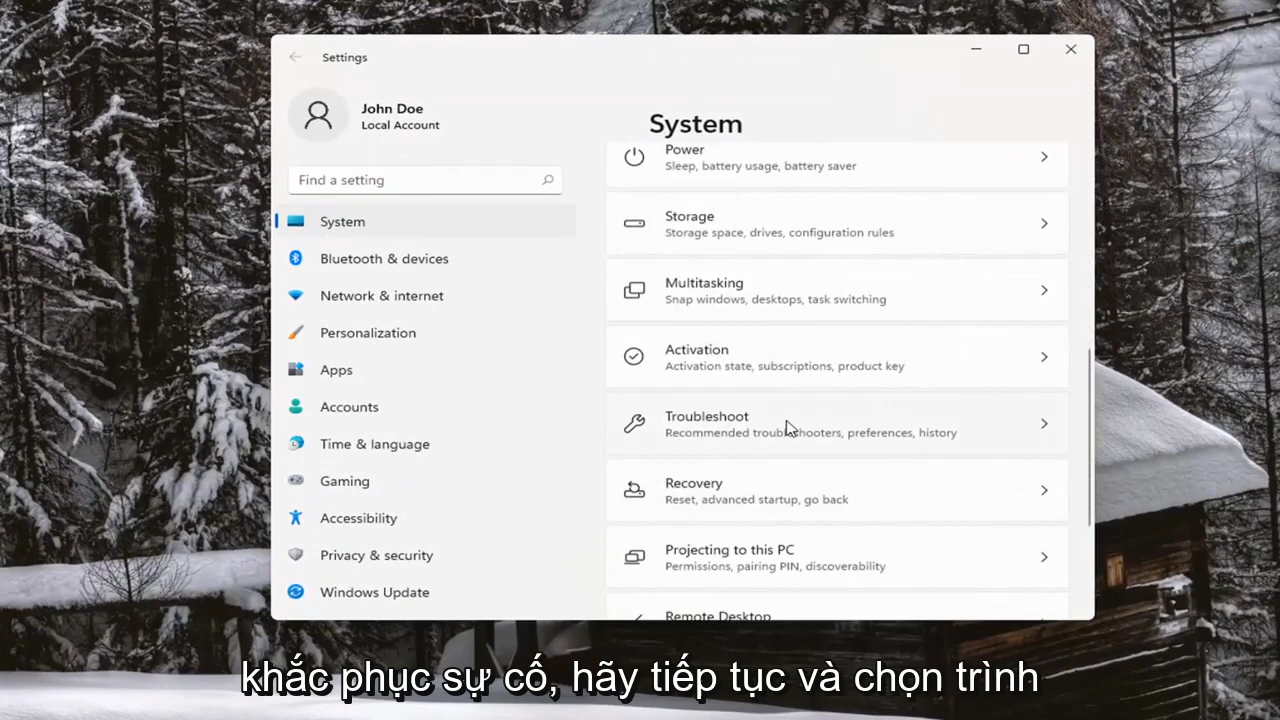 Settings
John Doe
Local Account
Find a setting
System
Bluetooth & devices
Network & internet
Personalization
Apps
Accounts
Time & language
Gaming
Accessibility
Privacy & security
Windows Update
System
Power
Sleep, battery usage, battery saver
Storage
Storage space, drives, configuration rules
Multitasking
Snap windows, desktops, task switching
Activation
Activation state, subscriptions, product key
Troubleshoot
Recommended troubleshooters, preferences, history
Recovery
Reset, advanced startup, go back
Projecting to this PC
Permissions, pairing PIN, discoverability
Remote Desktop
khắc phục sự cố, hãy tiếp tục và chọn trình